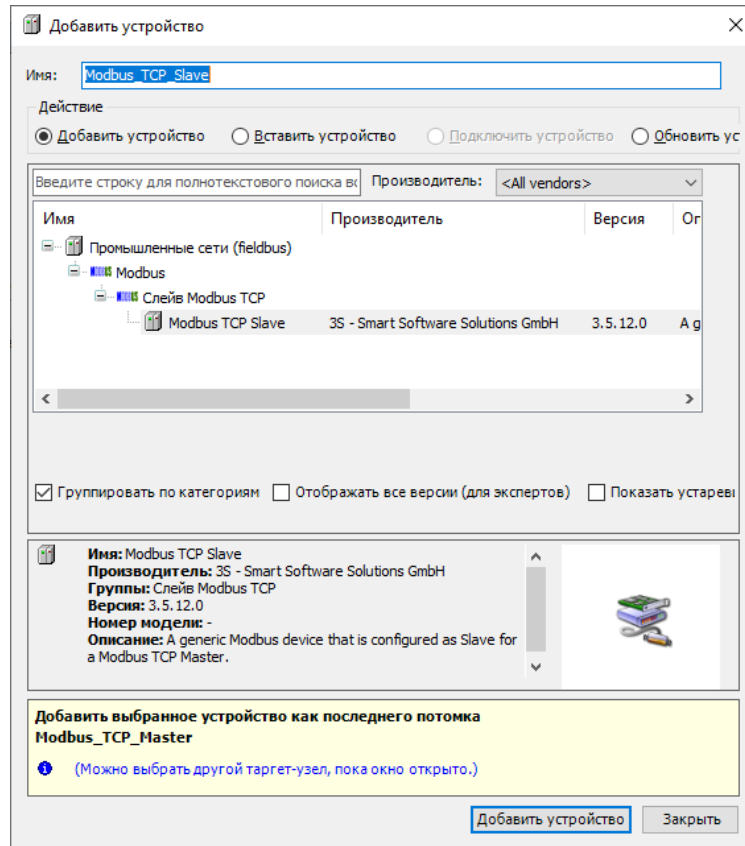 Добавить устройство
Имя: Modbus_TCP_Slave
Действие
Добавить устройство Вставить устройство Подключить устройство Обновить ус
Введите строку для полнотекстового поиска во Производитель: <All vendors>
Имя Производитель Версия Оп
Промышленные сети (fieldbus)
Modbus
Слейв Modbus TCP
Modbus TCP Slave 3S - Smart Software Solutions GmbH 3.5.12.0 A g
Группировать по категориям Отображать все версии (для экспертов) Показать устарев
Имя: Modbus TCP Slave
Производитель: 3S - Smart Software Solutions GmbH
Группы: Слейв Modbus TCP
Версия: 3.5.12.0
Номер модели: -
Описание: A generic Modbus device that is configured as Slave for
a Modbus TCP Master.
Добавить выбранное устройство как последнего потомка
Modbus_TCP_Master
(Можно выбрать другой таргет-узел, пока окно открыто.)
Добавить устройство Закрыть